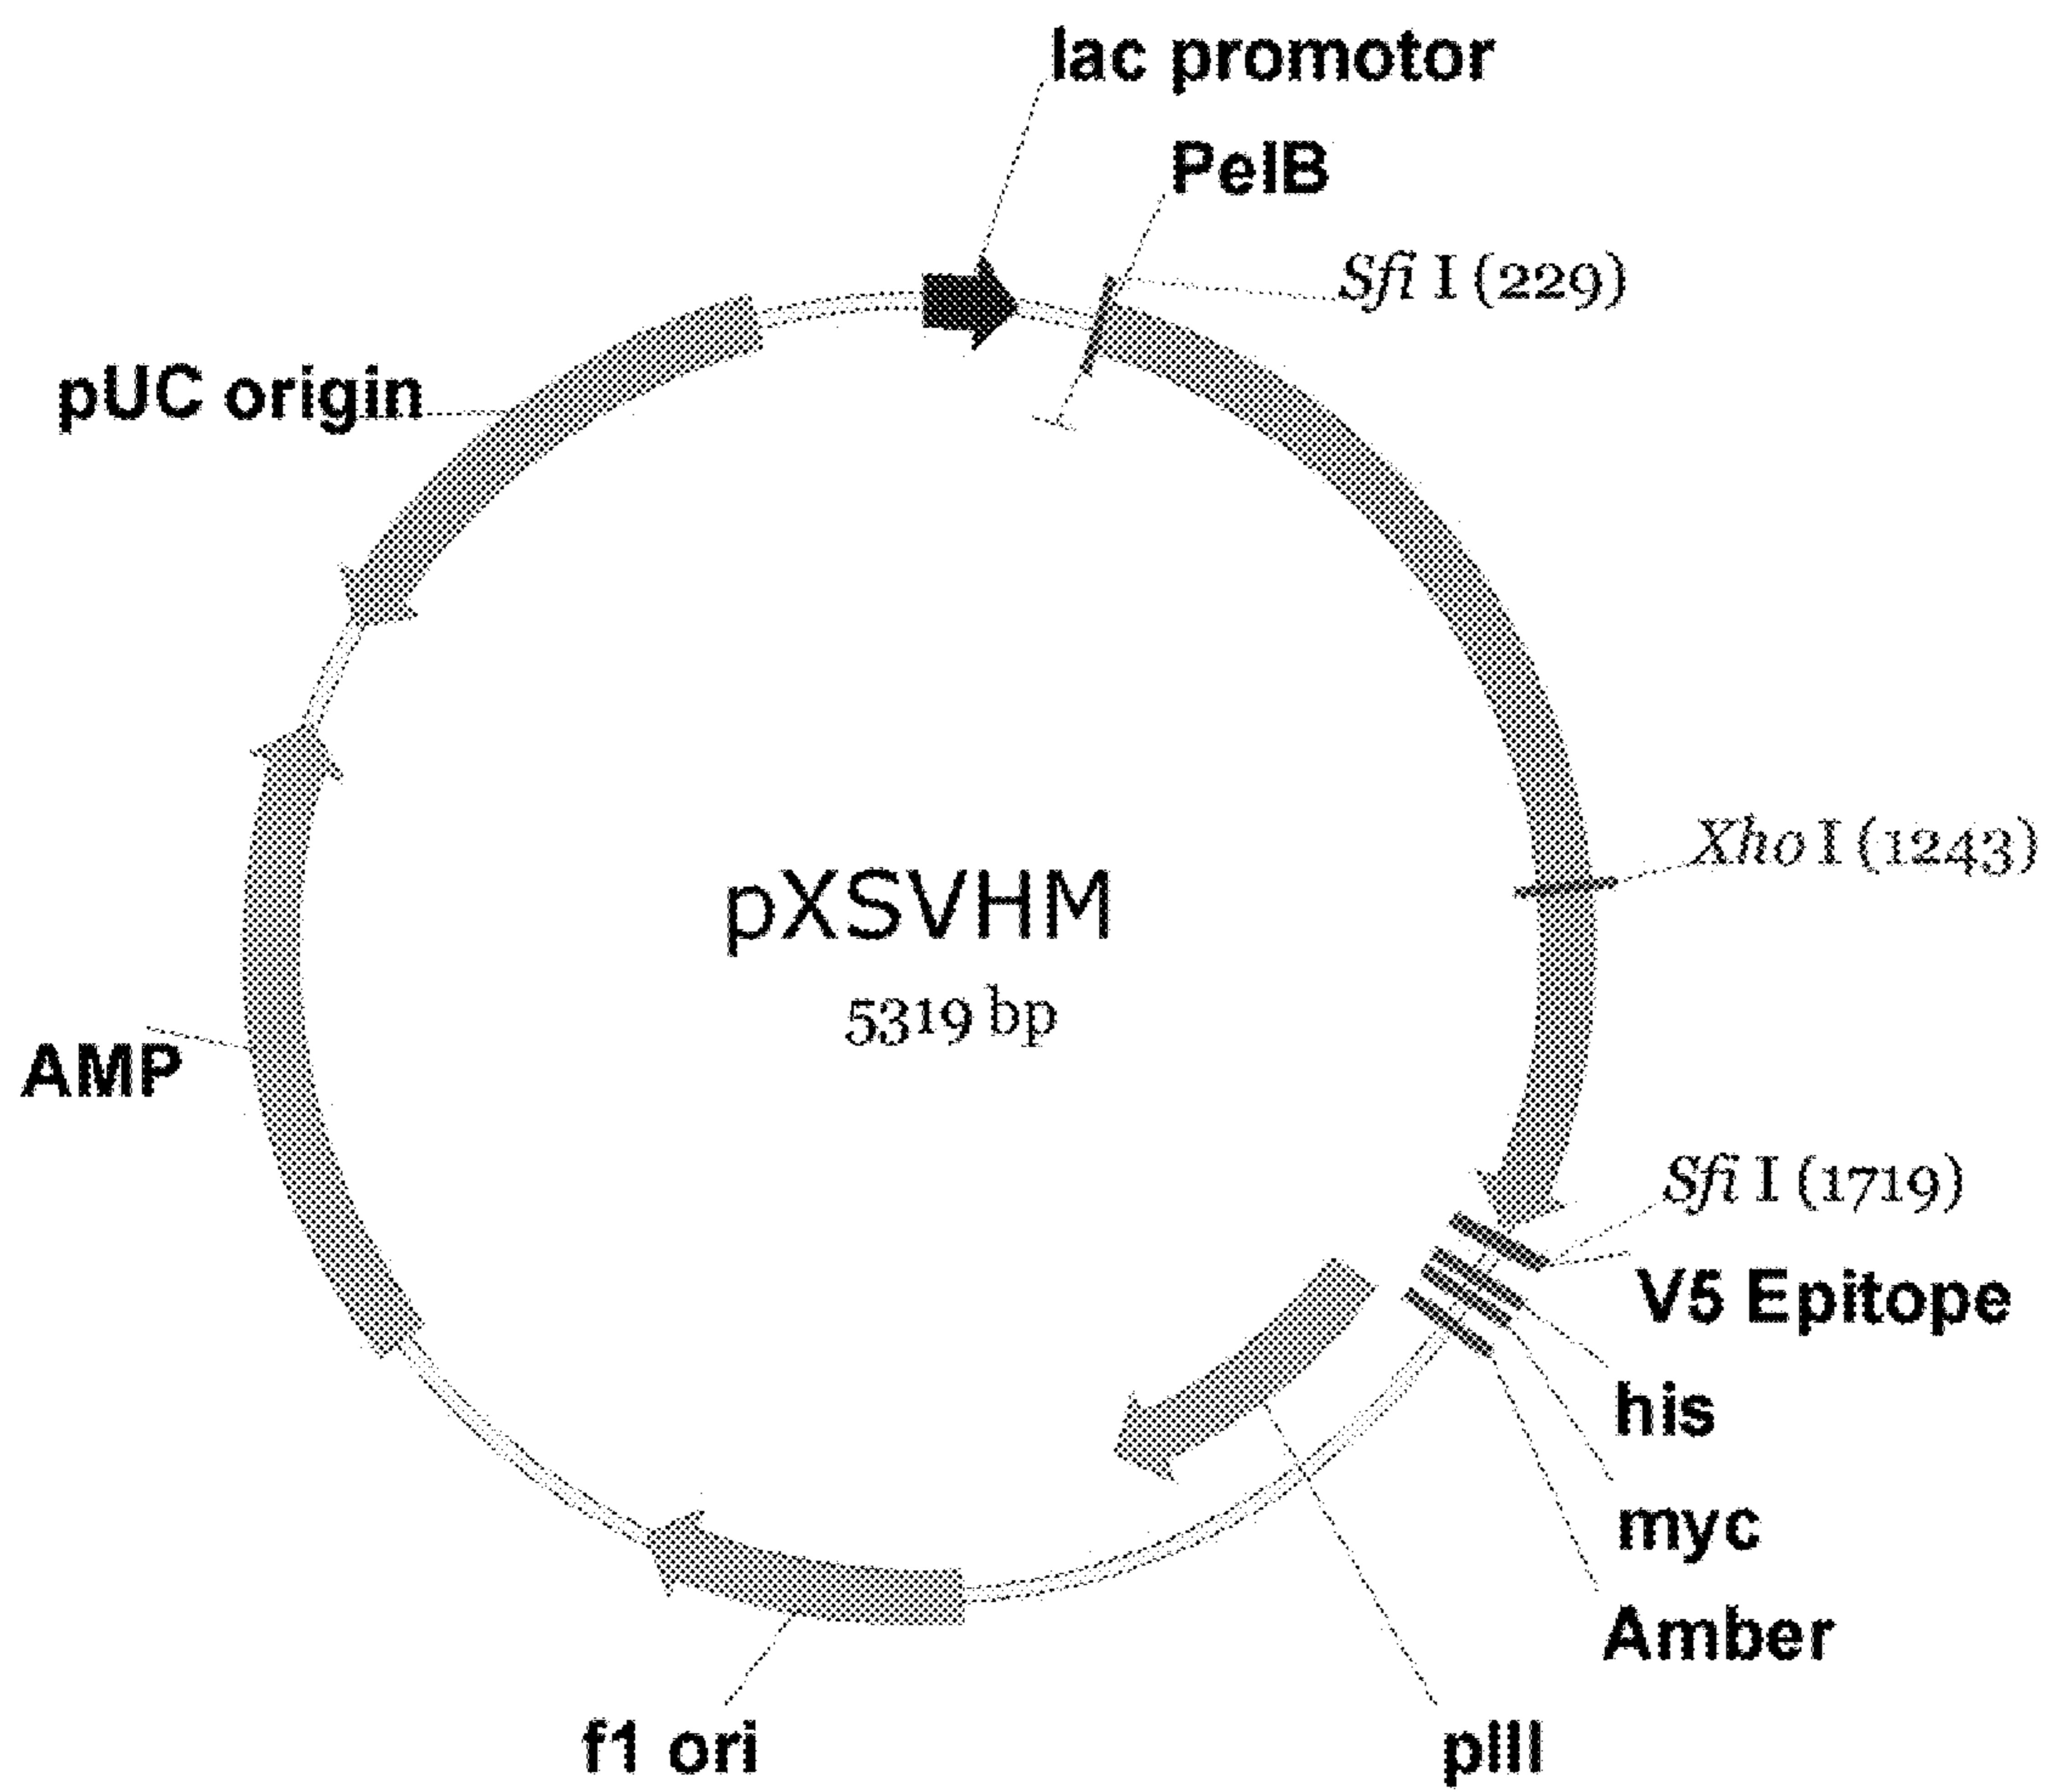 lac promotor
PelB
Sfi I (229)
pUC origin
Xho I (1243)
pXSVHM
5319 bp
AMP
Sfi I (1719)
V5 Epitope
his
myc
Amber
f1 ori
pIII